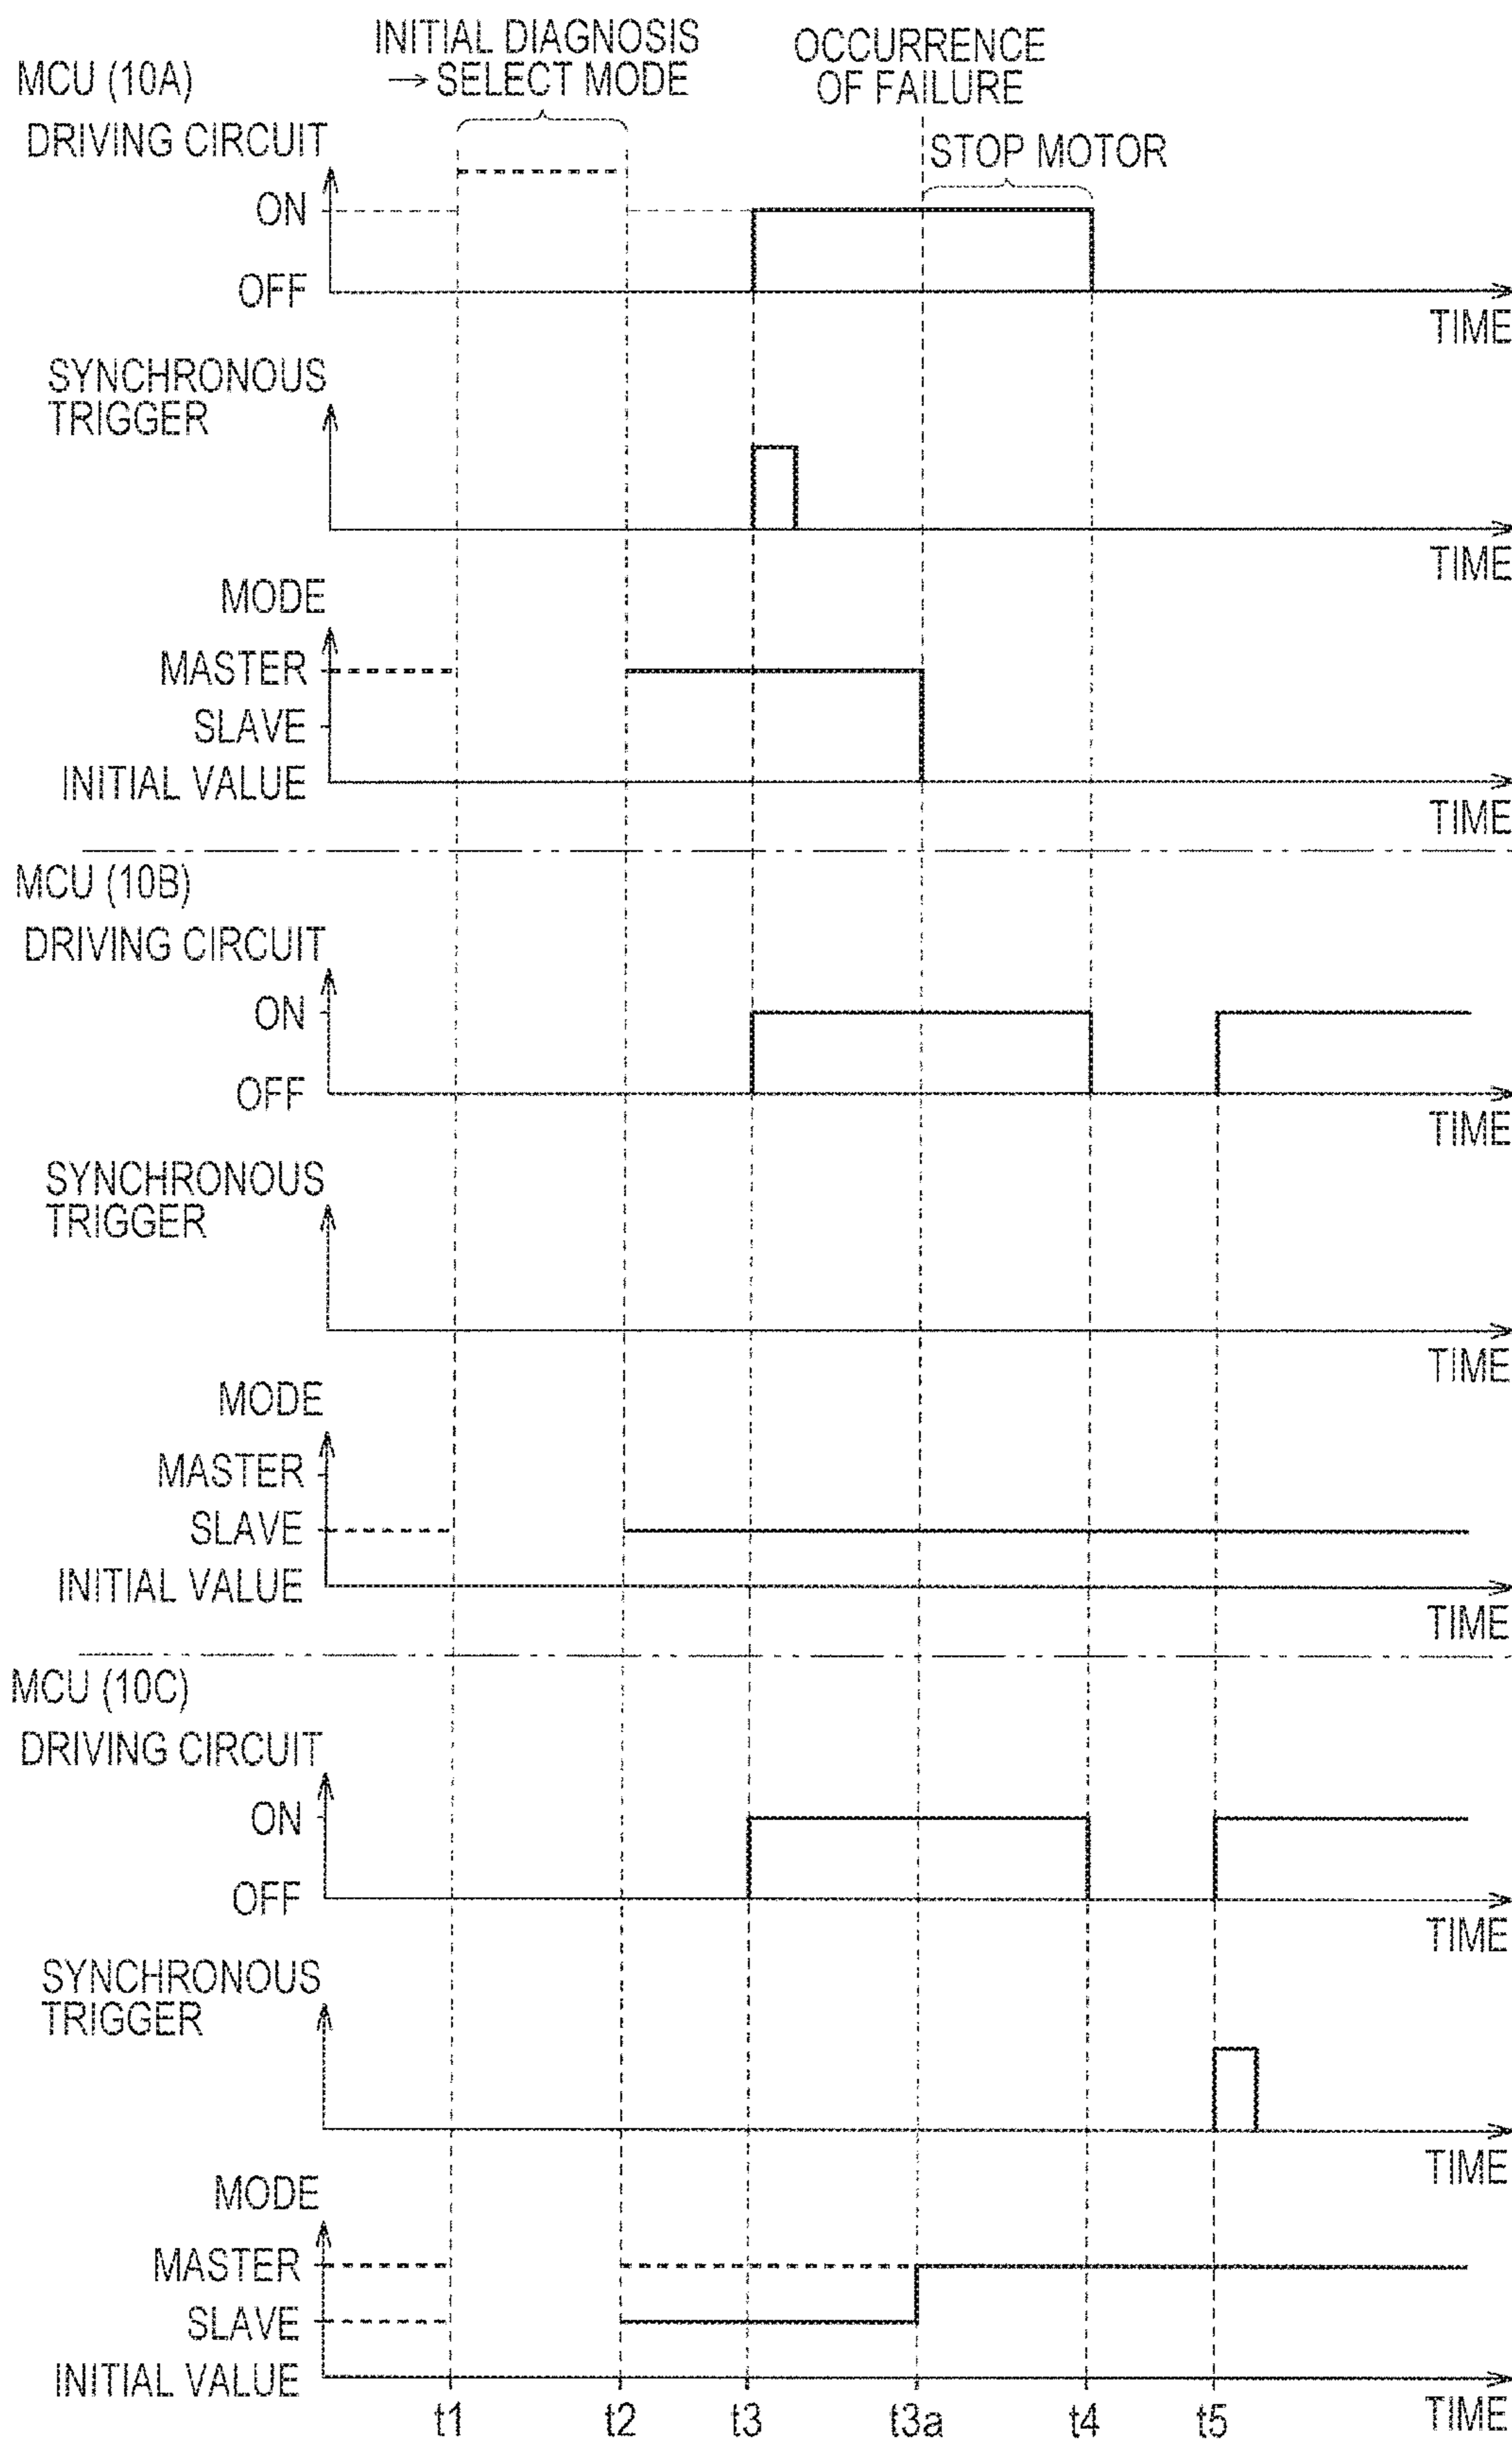 INITIAL DIAGNOSIS
→ SELECT MODE
OCCURRENCE
OF FAILURE
MCU (10A)
DRIVING CIRCUIT
STOP MOTOR
ON
OFF
TIME
SYNCHRONOUS
TRIGGER
TIME
MODE
MASTER
SLAVE
INITIAL VALUE
TIME
MCU (10B)
DRIVING CIRCUIT
ON
OFF
TIME
SYNCHRONOUS
TRIGGER
TIME
MODE
MASTER
SLAVE
INITIAL VALUE
TIME
MCU (10C)
DRIVING CIRCUIT
ON
OFF
TIME
SYNCHRONOUS
TRIGGER
TIME
MODE
MASTER
SLAVE
INITIAL VALUE
t1 t2 t3 t3a t4 t5 TIME